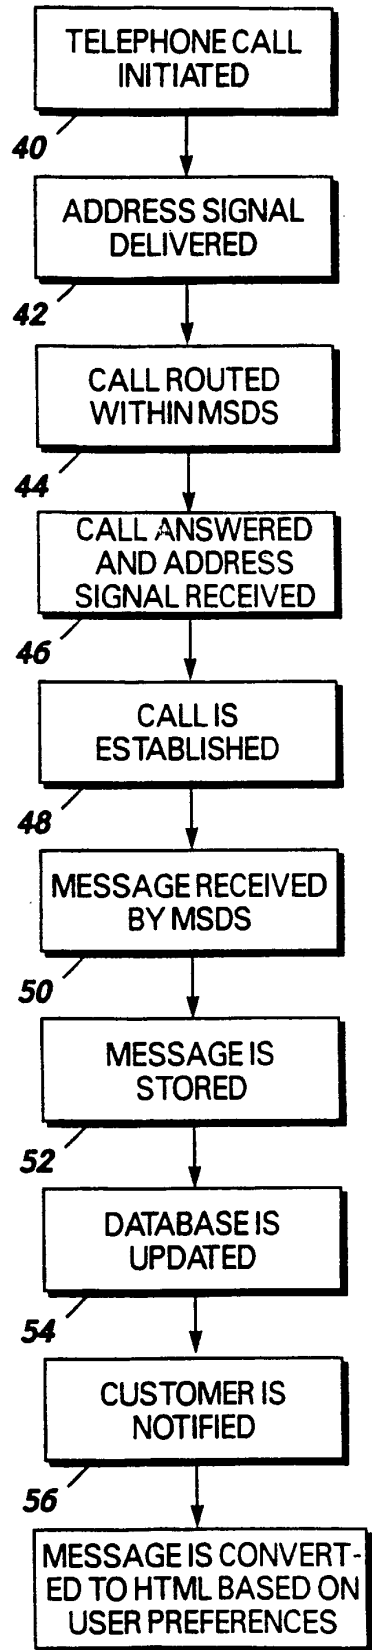 TELEPHONE CALL
INITIATED
40
ADDRESS SIGNAL
DELIVERED
42
CALL ROUTED
WITHIN MSDS
44
CALL ANSWERED
AND ADDRESS
SIGNAL RECEIVED
46
CALL IS
ESTABLISHED
48
MESSAGE RECEIVED
BY MSDS
50
MESSAGE IS
STORED
52
DATABASE IS
UPDATED
54
CUSTOMER IS
NOTIFIED
56
MESSAGE IS CONVERT-
ED TO HTML BASED ON
USER PREFERENCES